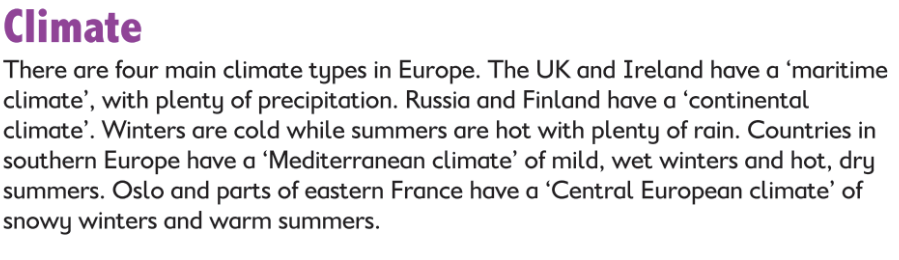 Climate
There are four main climate types in Europe. The UK and Ireland have a ‘maritime
climate’, with plenty of precipitation. Russia and Finland have a ‘continental
climate’. Winters are cold while summers are hot with plenty of rain. Countries in
southern Europe have a ‘Mediterranean climate’ of mild, wet winters and hot, dry
summers. Oslo and parts of eastern France have a ‘Central European climate’ of
snowy winters and warm summers.